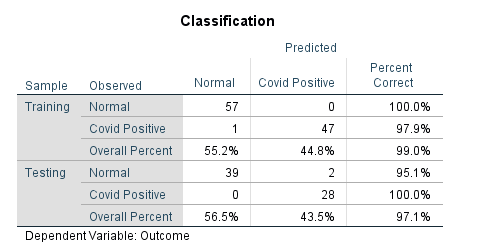 Classification
Predicted
Sample Observed Normal Covid Positive Percent Correct
Training Normal 57 0 100.0%
Covid Positive 1 47 97.9%
Overall Percent 55.2% 44.8% 99.0%
Testing Normal 39 2 95.1%
Covid Positive 0 28 100.0%
Overall Percent 56.5% 43.5% 97.1%
Dependent Variable: Outcome